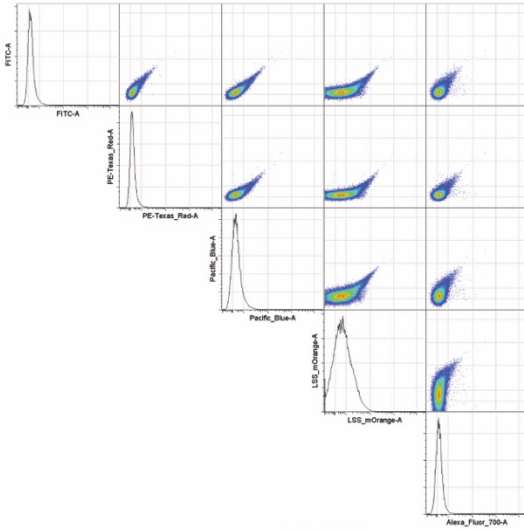 FITC-A
FITC-A
PE-Texas_Red-A
PE-Texas_Red-A
Pacific_Blue-A
Pacific_Blue-A
LSS_mOrange-A
LSS_mOrange-A
Alexa_Fluor_700-A